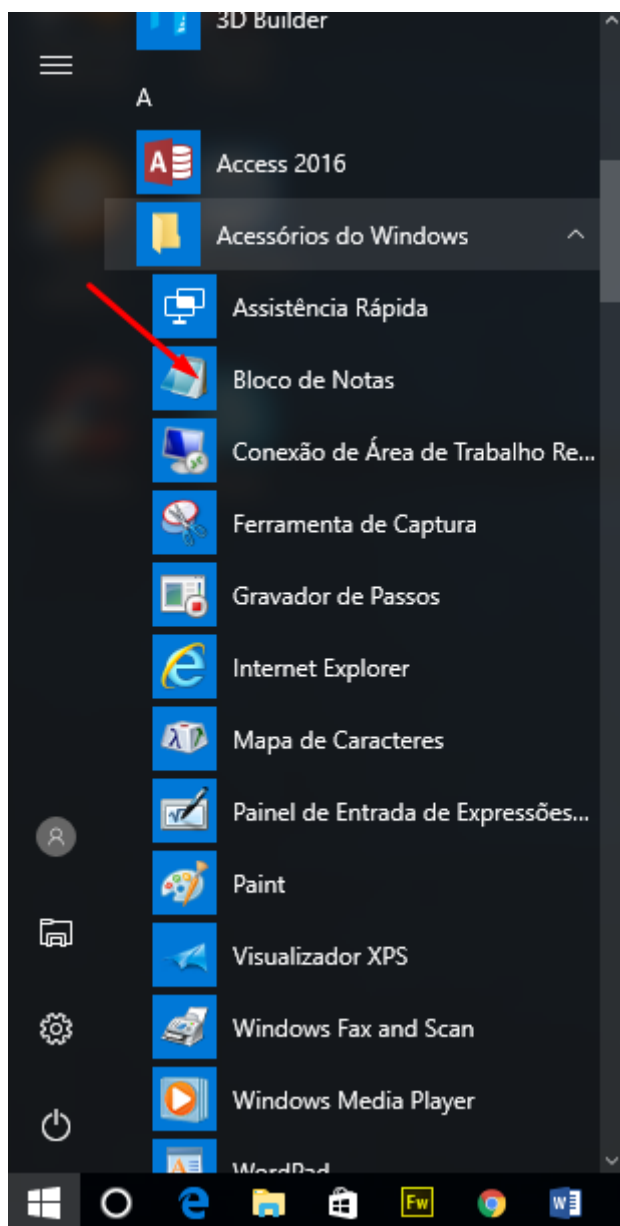 3D Builder
A
Access 2016
Acessórios do Windows
Assistência Rápida
Bloco de Notas
Conexão de Área de Trabalho Re...
Ferramenta de Captura
Gravador de Passos
Internet Explorer
Mapa de Caracteres
Painel de Entrada de Expressões...
Paint
Visualizador XPS
Windows Fax and Scan
Windows Media Player
WordPad
Fw